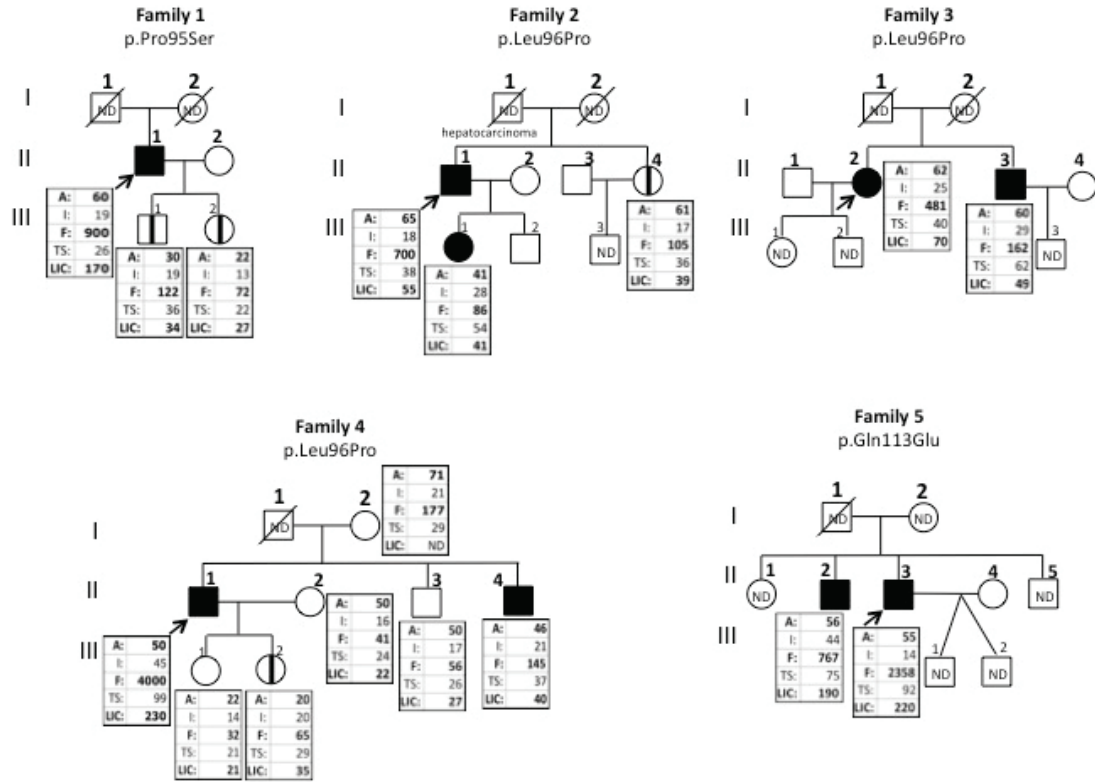 Family 1
p.Pro95Ser
I
II
III
1 2
ND ND
1 2
A: 60
I: 19
F: 900
TS: 26
LIC: 170
1 2
A: 30
I: 19
F: 122
TS: 36
LIC: 34
A: 22
I: 13
F: 72
TS: 22
LIC: 27
Family 2
p.Leu96Pro
I
II
III
1 2
ND ND
hepatocarcinoma
1 2 3 4
A: 65
I: 18
F: 700
TS: 38
LIC: 55
1 2 3
ND
A: 41
I: 28
F: 86
TS: 54
LIC: 41
A: 61
I: 17
F: 105
TS: 36
LIC: 39
Family 3
p.Leu96Pro
I
II
III
1 2
ND ND
1 2 3 4
A: 62
I: 25
F: 481
TS: 40
LIC: 70
A: 60
I: 29
F: 162
TS: 62
LIC: 49
1 2 3
ND ND ND
Family 4
p.Leu96Pro
I
II
III
1 2
ND
A: 71
I: 21
F: 177
TS: 29
LIC: ND
1 2 3 4
A: 50
I: 45
F: 4000
TS: 99
LIC: 230
A: 50
I: 16
F: 41
TS: 24
LIC: 22
A: 50
I: 17
F: 56
TS: 26
LIC: 27
A: 46
I: 21
F: 145
TS: 37
LIC: 40
1 2
A: 22
I: 14
F: 32
TS: 21
LIC: 21
A: 20
I: 20
F: 65
TS: 29
LIC: 35
Family 5
p.Gln113Glu
I
II
III
1 2
ND ND
1 2 3 4 5
ND ND
A: 56
I: 44
F: 767
TS: 75
LIC: 190
A: 55
I: 14
F: 2358
TS: 92
LIC: 220
1 2
ND ND